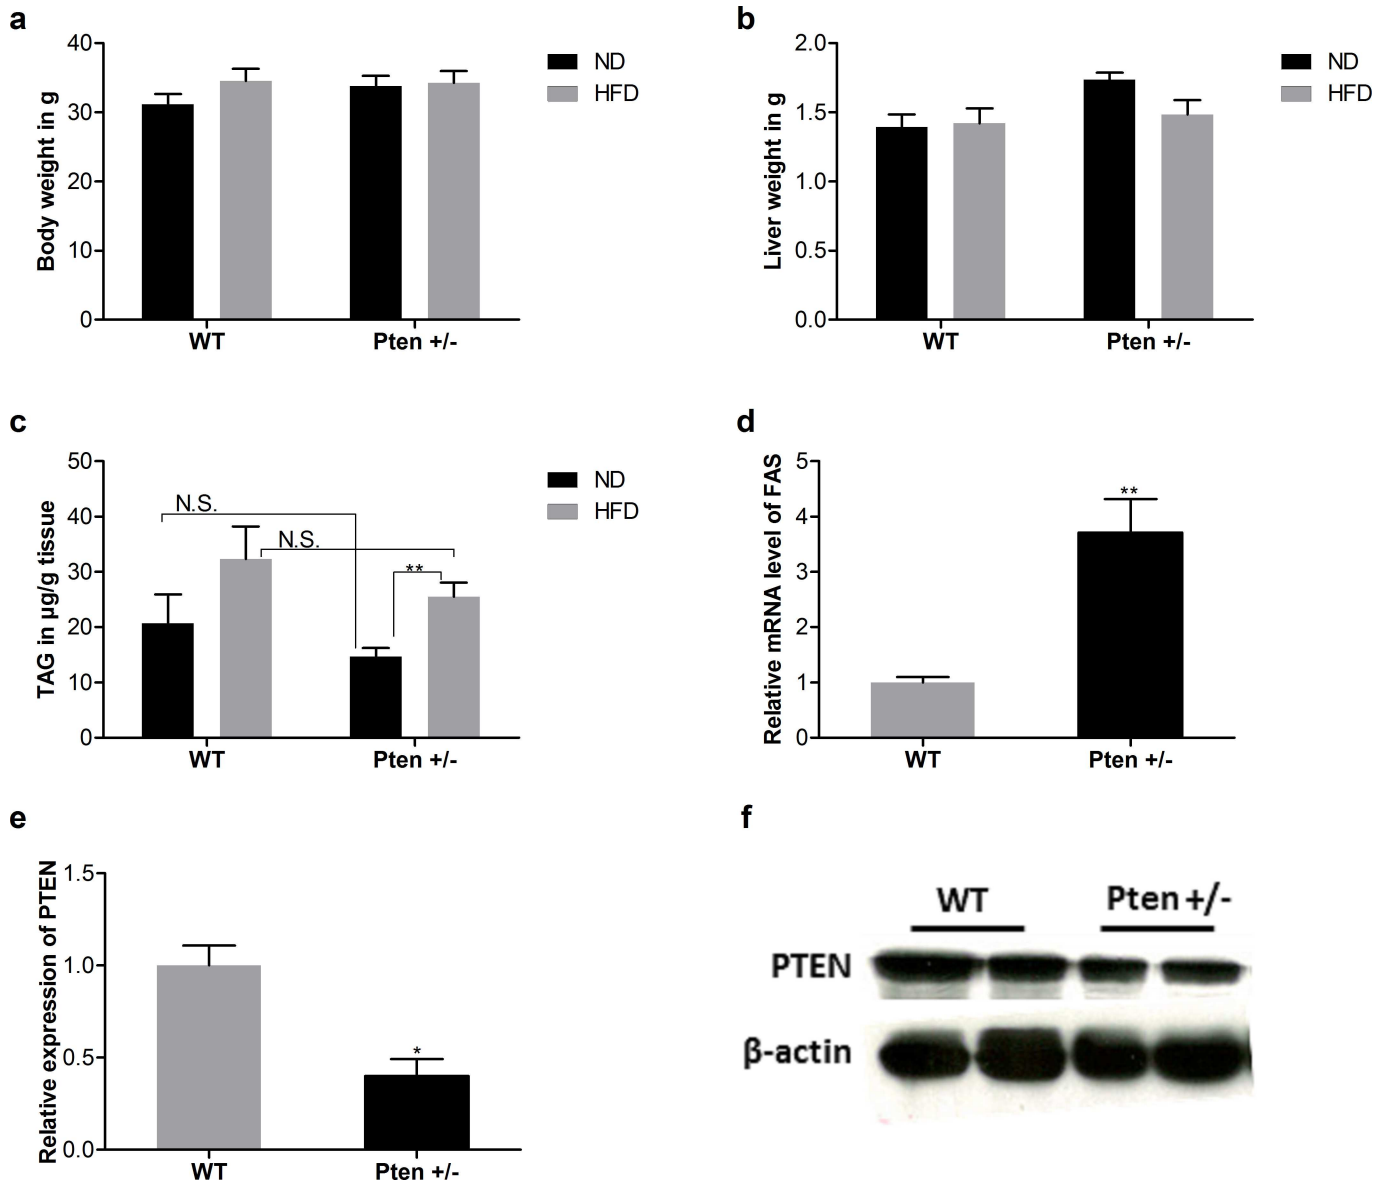 a
Body weight in g
40
30
20
10
0
WT
Pten +/-
ND
HFD
b
Liver weight in g
2.0
1.5
1.0
0.5
0.0
WT
Pten +/-
ND
HFD
c
TAG in µg/g tissue
50
40
30
20
10
0
N.S.
N.S.
**
WT
Pten +/-
ND
HFD
d
Relative mRNA level of FAS
5
4
3
2
1
0
**
WT
Pten +/-
e
Relative expression of PTEN
1.5
1.0
0.5
0.0
*
WT
Pten +/-
f
WT
Pten +/-
PTEN
β-actin